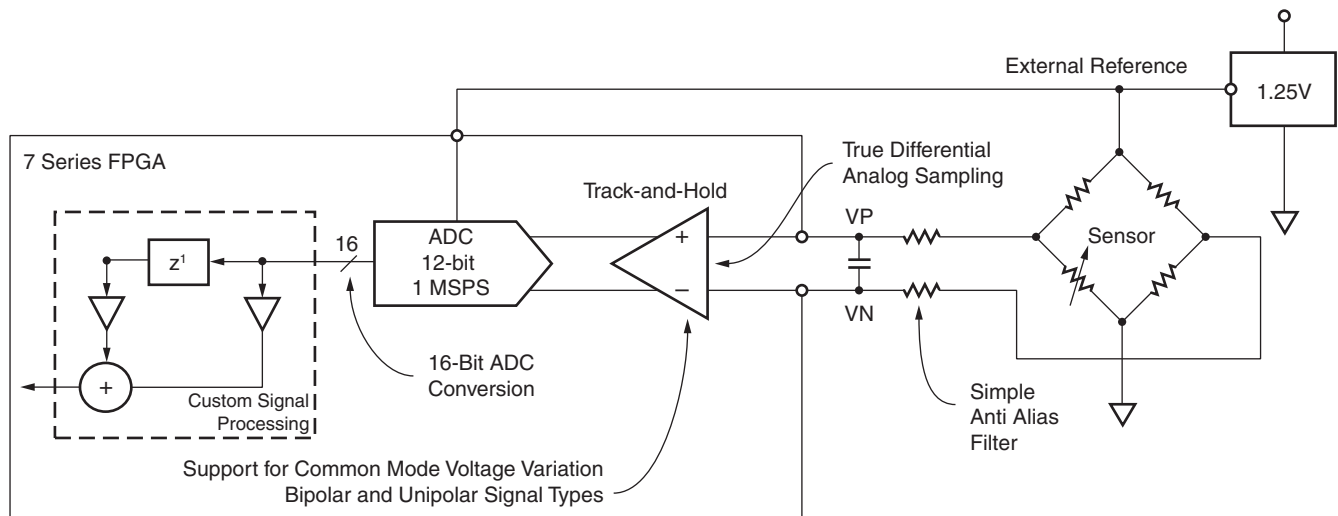 External Reference
1.25V
7 Series FPGA
True Differential
Analog Sampling
Track-and-Hold
VP
Sensor
16
ADC
12-bit
1 MSPS
z¹
+
−
VN
+
16-Bit ADC
Conversion
Custom Signal
Processing
Simple
Anti Alias
Filter
Support for Common Mode Voltage Variation
Bipolar and Unipolar Signal Types